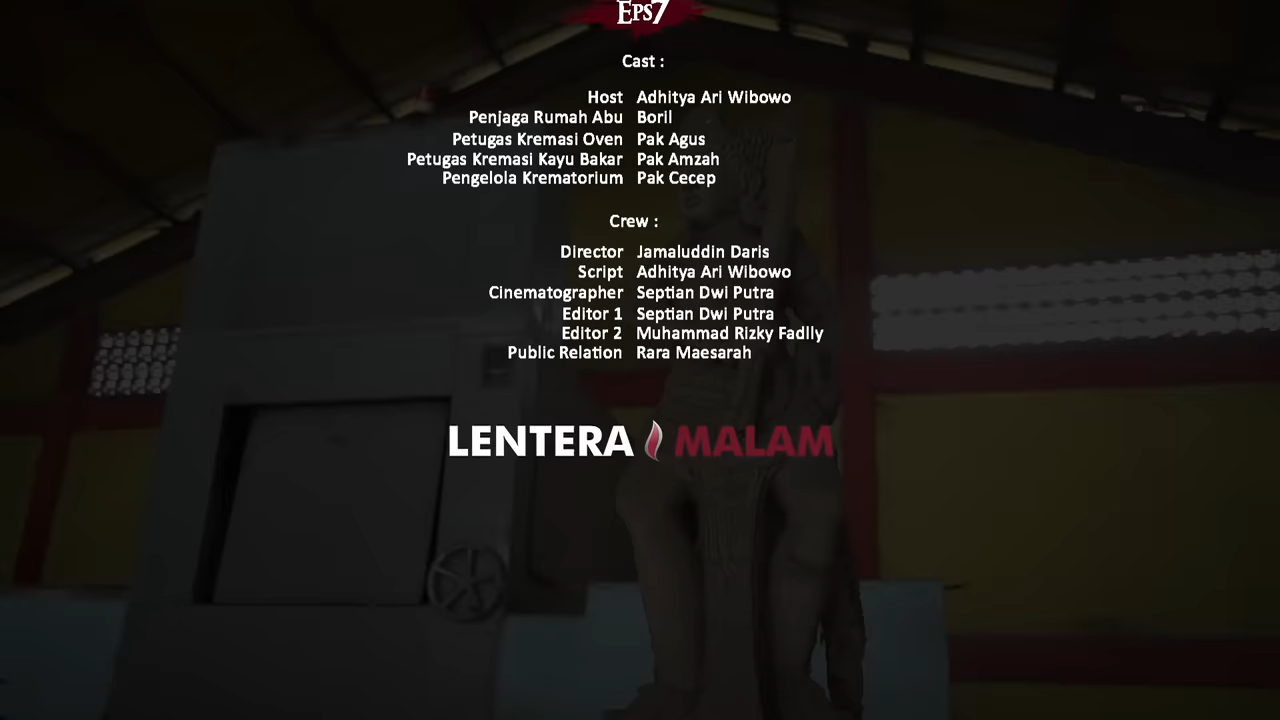 Eps7
Cast :
Host Adhitya Ari Wibowo
Penjaga Rumah Abu Boril
Petugas Kremasi Oven Pak Agus
Petugas Kremasi Kayu Bakar Pak Amzah
Pengelola Krematorium Pak Cecep
Crew :
Director Jamaluddin Daris
Script Adhitya Ari Wibowo
Cinematographer Septian Dwi Putra
Editor 1 Septian Dwi Putra
Editor 2 Muhammad Rizky Fadlly
Public Relation Rara Maesarah
LENTERA MALAM